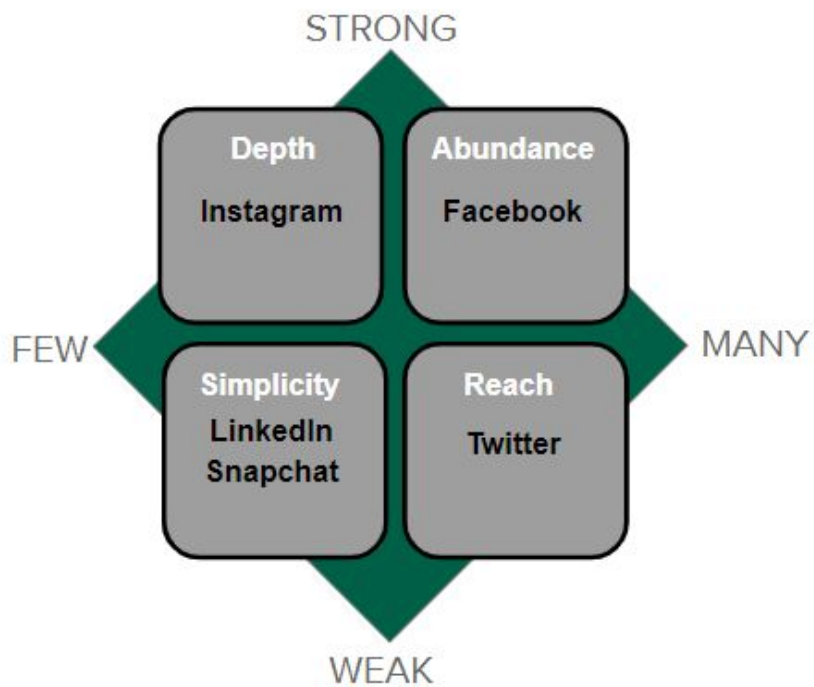 STRONG
Depth
Instagram
Abundance
Facebook
FEW
MANY
Simplicity
LinkedIn
Snapchat
Reach
Twitter
WEAK